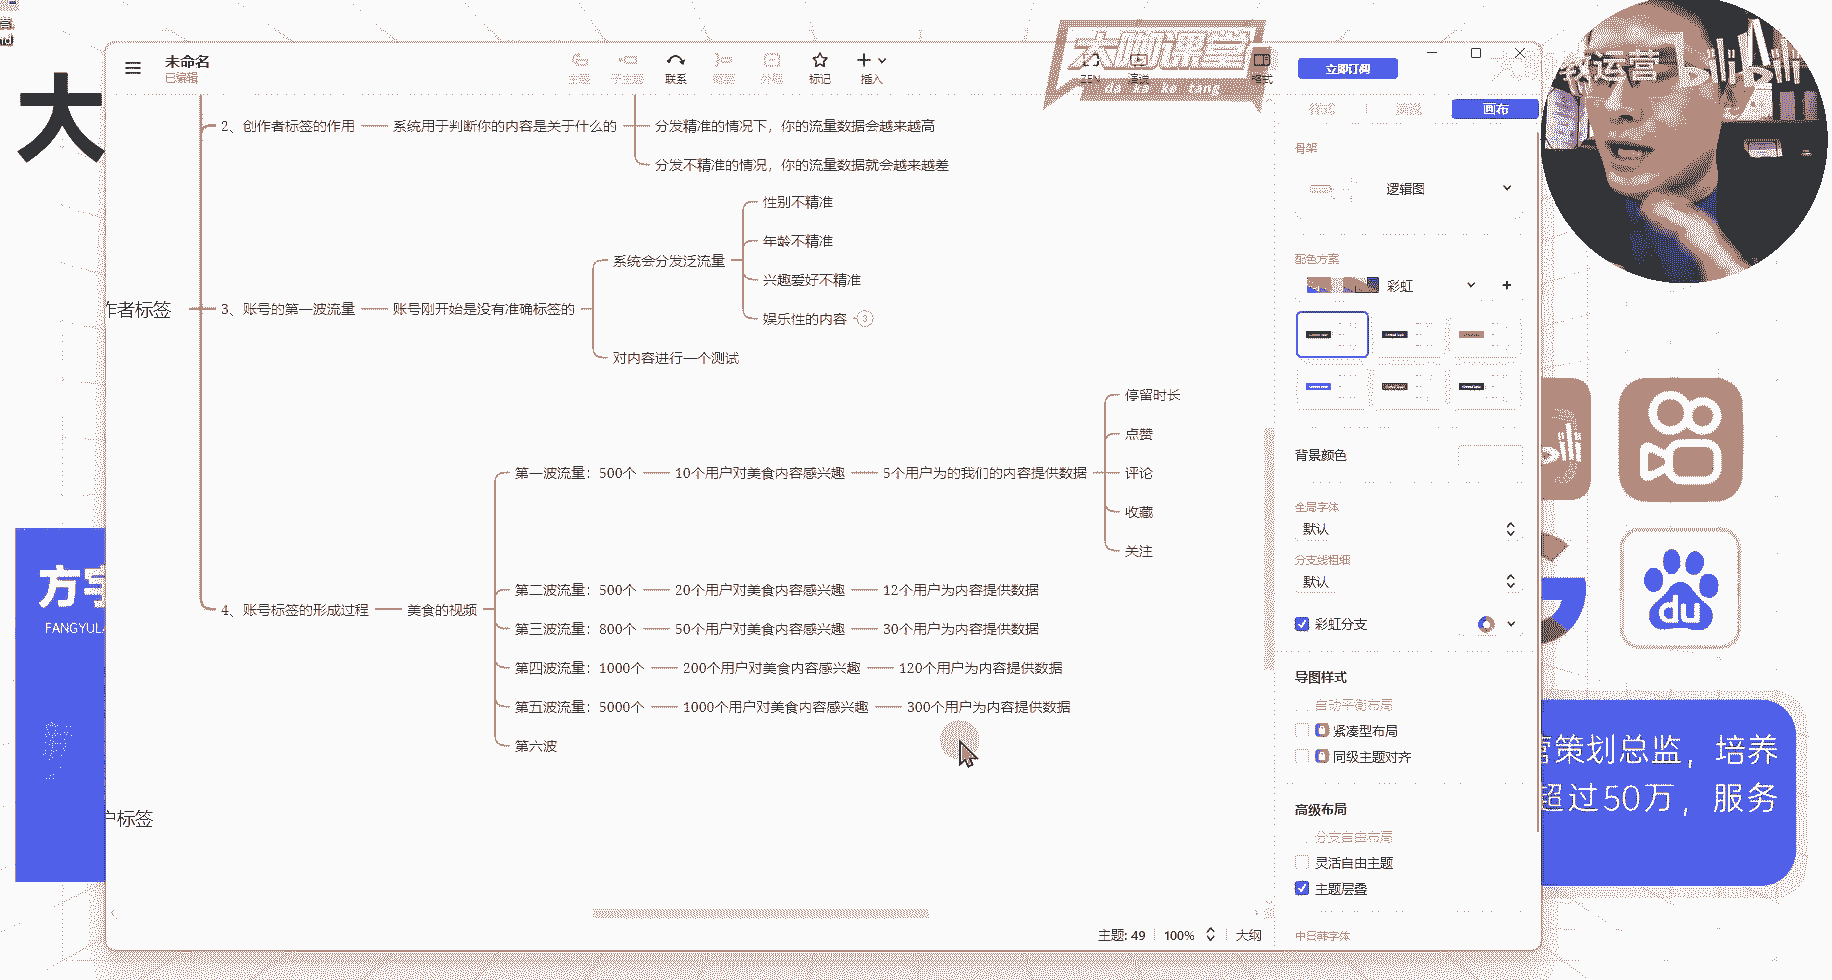 大
未命名
已编辑
主题
子主题
联系
概要
外框
标记
插入
ZEN
演说
格式
大咖课堂
da ka ke tang
立即订阅
教运营
画布
2、创作者标签的作用
系统用于判断你的内容是关于什么的
分发精准的情况下，你的流量数据会越来越高
分发不精准的情况，你的流量数据就会越来越差
作者标签
3、账号的第一波流量
账号刚开始是没有准确标签的
系统会分发泛流量
性别不精准
年龄不精准
兴趣爱好不精准
娱乐性的内容
3
对内容进行一个测试
4、账号标签的形成过程
美食的视频
第一波流量：500个
10个用户对美食内容感兴趣
5个用户为的我们的内容提供数据
停留时长
点赞
评论
收藏
关注
第二波流量：500个
20个用户对美食内容感兴趣
12个用户为内容提供数据
第三波流量：800个
50个用户对美食内容感兴趣
30个用户为内容提供数据
第四波流量：1000个
200个用户对美食内容感兴趣
120个用户为内容提供数据
第五波流量：5000个
1000个用户对美食内容感兴趣
300个用户为内容提供数据
第六波
户标签
骨架
逻辑图
配色方案
彩虹
背景颜色
全局字体
默认
分支线粗细
默认
彩虹分支
导图样式
自动平衡布局
紧凑型布局
同级主题对齐
高级布局
分支自由布局
灵活自由主题
主题层叠
中日韩字体
主题: 49
100%
大纲
方宇
FANGYULA
du
营策划总监，培养
超过50万，服务